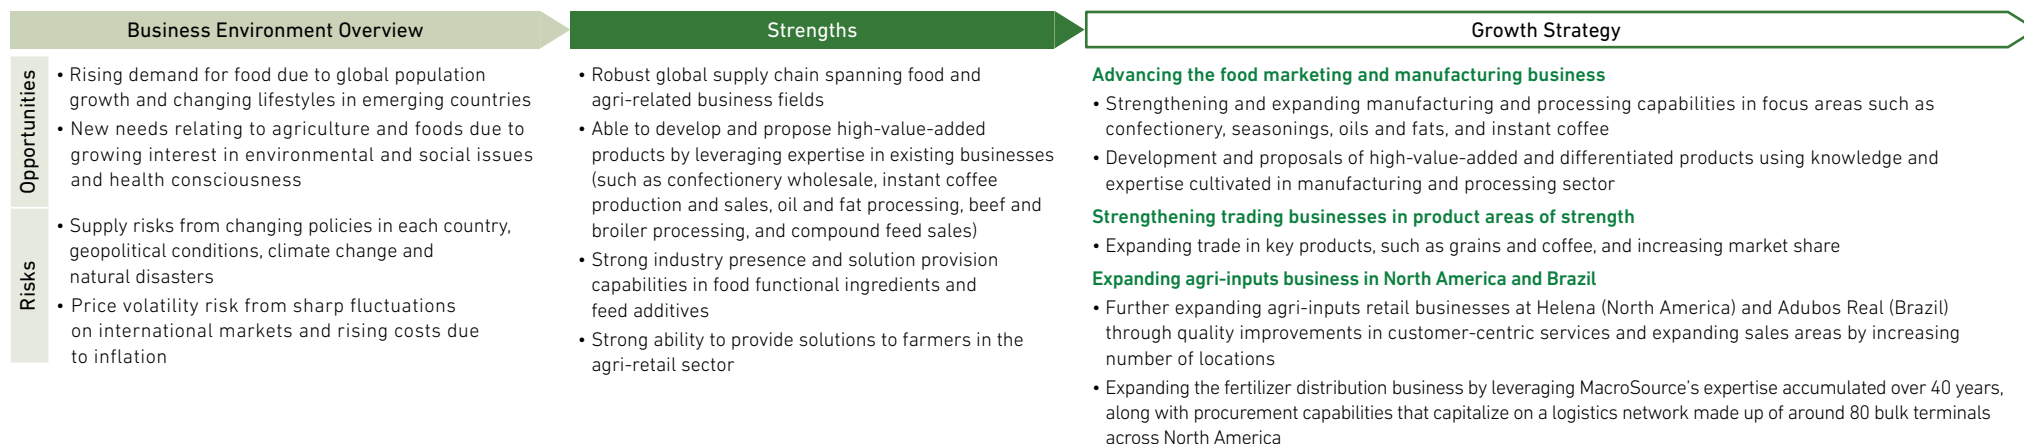 Business Environment Overview
Opportunities
• Rising demand for food due to global population
growth and changing lifestyles in emerging countries
• New needs relating to agriculture and foods due to
growing interest in environmental and social issues
and health consciousness
Risks
• Supply risks from changing policies in each country,
geopolitical conditions, climate change and
natural disasters
• Price volatility risk from sharp fluctuations
on international markets and rising costs due
to inflation
Strengths
• Robust global supply chain spanning food and
agri-related business fields
• Able to develop and propose high-value-added
products by leveraging expertise in existing businesses
(such as confectionery wholesale, instant coffee
production and sales, oil and fat processing, beef and
broiler processing, and compound feed sales)
• Strong industry presence and solution provision
capabilities in food functional ingredients and
feed additives
• Strong ability to provide solutions to farmers in the
agri-retail sector
Growth Strategy
Advancing the food marketing and manufacturing business
• Strengthening and expanding manufacturing and processing capabilities in focus areas such as
confectionery, seasonings, oils and fats, and instant coffee
• Development and proposals of high-value-added and differentiated products using knowledge and
expertise cultivated in manufacturing and processing sector
Strengthening trading businesses in product areas of strength
• Expanding trade in key products, such as grains and coffee, and increasing market share
Expanding agri-inputs business in North America and Brazil
• Further expanding agri-inputs retail businesses at Helena (North America) and Adubos Real (Brazil)
through quality improvements in customer-centric services and expanding sales areas by increasing
number of locations
• Expanding the fertilizer distribution business by leveraging MacroSource's expertise accumulated over 40 years,
along with procurement capabilities that capitalize on a logistics network made up of around 80 bulk terminals
across North America